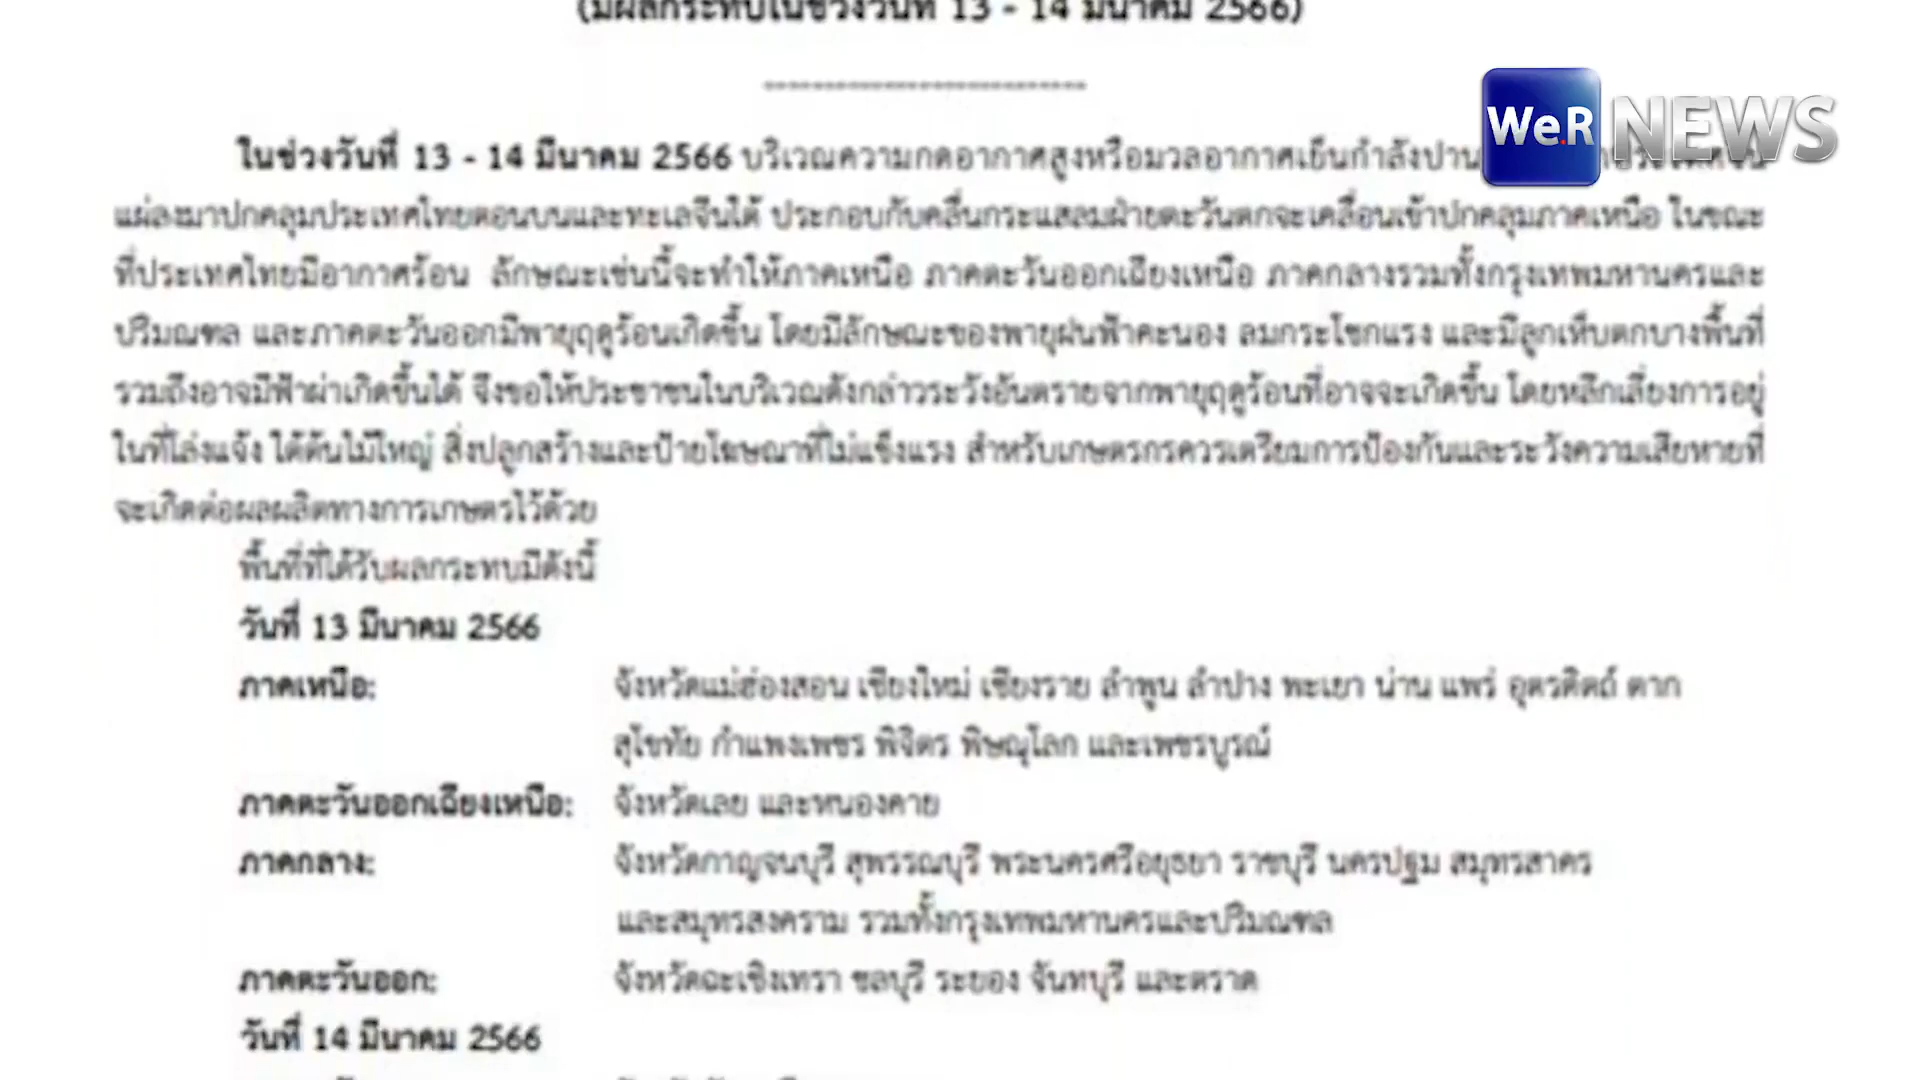 (มีผลกระทบในช่วงวันที่ 13 - 14 มีนาคม 2566)
WeR NEWS
ในช่วงวันที่ 13 - 14 มีนาคม 2566 บริเวณความกดอากาศสูงหรือมวลอากาศเย็นกำลังปาน
แผ่ลงมาปกคลุมประเทศไทยตอนบนและทะเลจีนใต้ ประกอบกับคลื่นกระแสลมฝ่ายตะวันตกจะเคลื่อนเข้าปกคลุมภาคเหนือ ในขณะ
ที่ประเทศไทยมีอากาศร้อน ลักษณะเช่นนี้จะทำให้ภาคเหนือ ภาคตะวันออกเฉียงเหนือ ภาคกลางรวมทั้งกรุงเทพมหานครและ
ปริมณฑล และภาคตะวันออกมีพายุฤดูร้อนเกิดขึ้น โดยมีลักษณะของพายุฝนฟ้าคะนอง ลมกระโชกแรง และมีลูกเห็บตกบางพื้นที่
รวมถึงอาจมีฟ้าผ่าเกิดขึ้นได้ จึงขอให้ประชาชนในบริเวณดังกล่าวระวังอันตรายจากพายุฤดูร้อนที่อาจจะเกิดขึ้น โดยหลีกเลี่ยงการอยู่
ในที่โล่งแจ้ง ใต้ต้นไม้ใหญ่ สิ่งปลูกสร้างและป้ายโฆษณาที่ไม่แข็งแรง สำหรับเกษตรกรควรเตรียมการป้องกันและระวังความเสียหายที่
จะเกิดต่อผลผลิตทางการเกษตรไว้ด้วย
พื้นที่ที่ได้รับผลกระทบมีดังนี้
วันที่ 13 มีนาคม 2566
ภาคเหนือ: จังหวัดแม่ฮ่องสอน เชียงใหม่ เชียงราย ลำพูน ลำปาง พะเยา น่าน แพร่ อุตรดิตถ์ ตาก
สุโขทัย กำแพงเพชร พิจิตร พิษณุโลก และเพชรบูรณ์
ภาคตะวันออกเฉียงเหนือ: จังหวัดเลย และหนองคาย
ภาคกลาง: จังหวัดกาญจนบุรี สุพรรณบุรี พระนครศรีอยุธยา ราชบุรี นครปฐม สมุทรสาคร
และสมุทรสงคราม รวมทั้งกรุงเทพมหานครและปริมณฑล
ภาคตะวันออก: จังหวัดฉะเชิงเทรา ชลบุรี ระยอง จันทบุรี และตราด
วันที่ 14 มีนาคม 2566